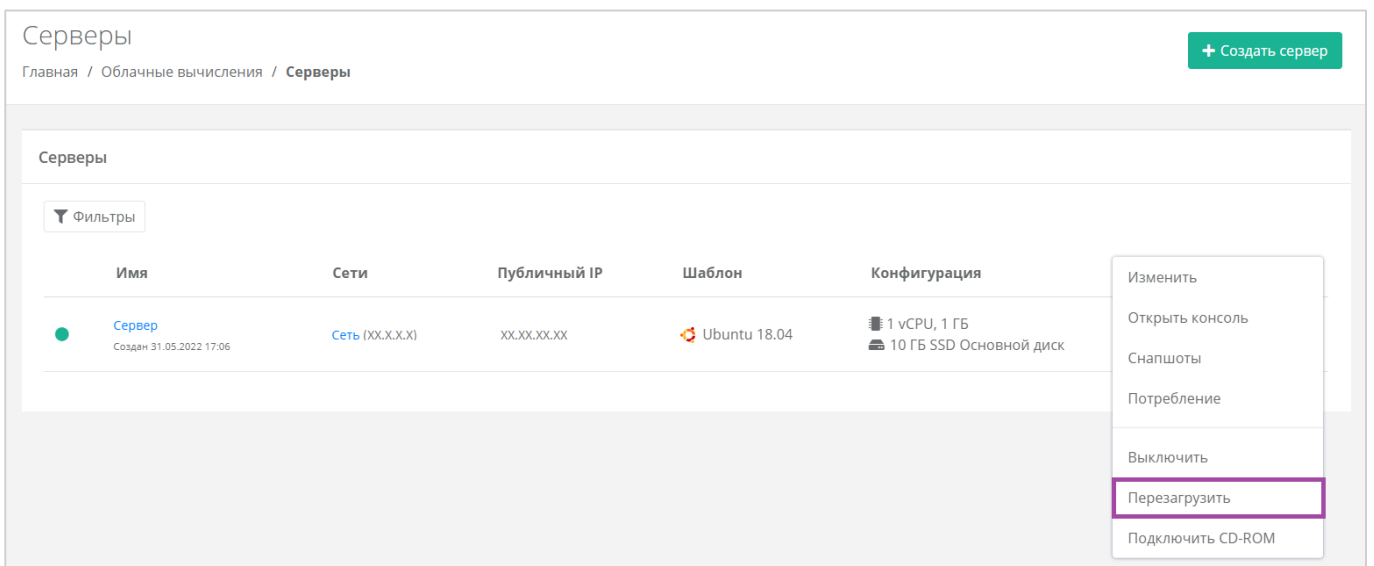 Серверы
+ Создать сервер
Главная / Облачные вычисления / Серверы
Серверы
Фильтры
Имя Сети Публичный IP Шаблон Конфигурация
Сервер
Создан 31.05.2022 17:06
Сеть (XX.X.X.X)
XX.XX.XX.XX
Ubuntu 18.04
1 vCPU, 1 ГБ
10 ГБ SSD Основной диск
Изменить
Открыть консоль
Снапшоты
Потребление
Выключить
Перезагрузить
Подключить CD-ROM